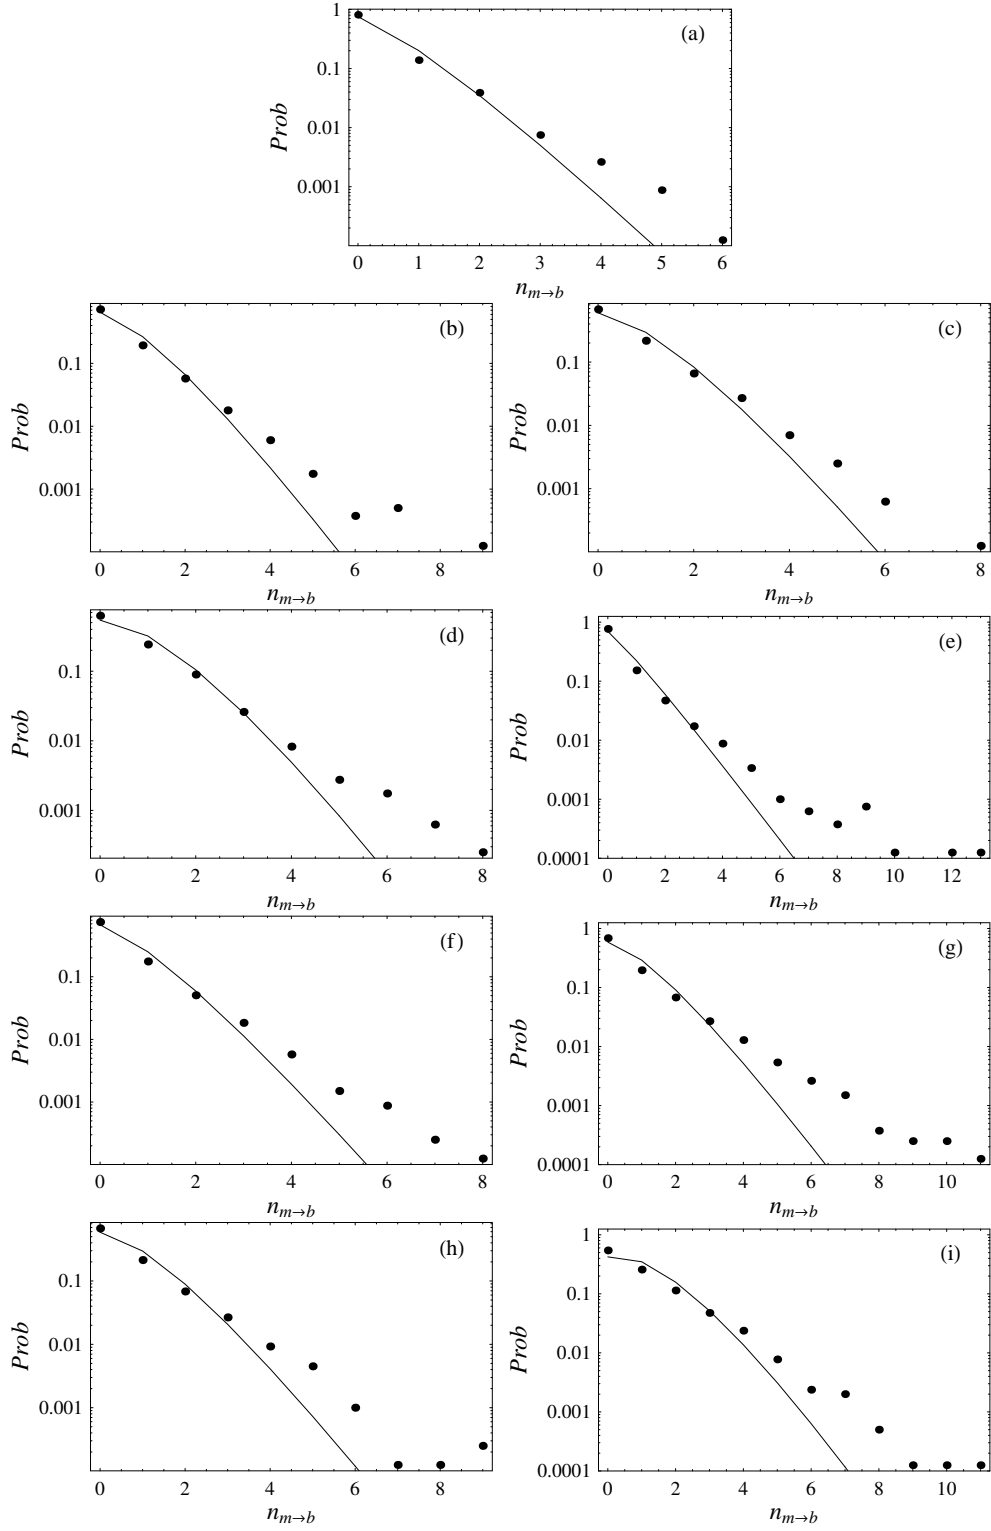 (a)
Prob
1
0.1
0.01
0.001
0 1 2 3 4 5 6
n_{m→b}
(b)
Prob
0.1
0.01
0.001
0 2 4 6 8
n_{m→b}
(c)
Prob
0.1
0.01
0.001
0 2 4 6 8
n_{m→b}
(d)
Prob
0.1
0.01
0.001
0 2 4 6 8
n_{m→b}
(e)
Prob
1
0.1
0.01
0.001
0.0001
0 2 4 6 8 10 12
n_{m→b}
(f)
Prob
0.1
0.01
0.001
0 2 4 6 8
n_{m→b}
(g)
Prob
1
0.1
0.01
0.001
0.0001
0 2 4 6 8 10
n_{m→b}
(h)
Prob
0.1
0.01
0.001
0 2 4 6 8
n_{m→b}
(i)
Prob
1
0.1
0.01
0.001
0.0001
0 2 4 6 8 10
n_{m→b}